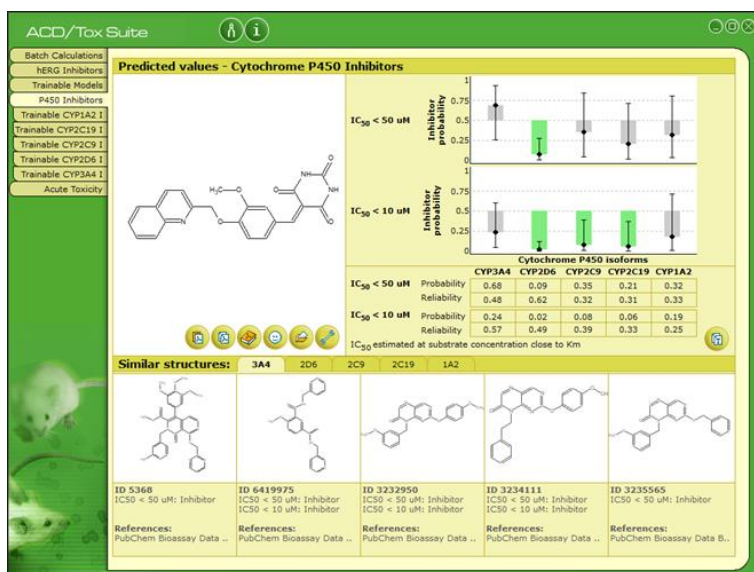 ACD/Tox Suite
Batch Calculations
hERG Inhibitors
Trainable Models
P450 Inhibitors
Trainable CYP1A2 I
Trainable CYP2C19 I
Trainable CYP2C9 I
Trainable CYP2D6 I
Trainable CYP3A4 I
Acute Toxicity
Predicted values - Cytochrome P450 Inhibitors
IC50 < 50 uM
Inhibitor probability
1
0.75
0.5
0.25
0
IC50 < 10 uM
Inhibitor probability
1
0.75
0.5
0.25
0
Cytochrome P450 isoforms
CYP3A4 CYP2D6 CYP2C9 CYP2C19 CYP1A2
IC50 < 50 uM Probability 0.68 0.09 0.35 0.21 0.32
Reliability 0.48 0.62 0.32 0.31 0.33
IC50 < 10 uM Probability 0.24 0.02 0.08 0.06 0.19
Reliability 0.57 0.49 0.39 0.33 0.25
IC50 estimated at substrate concentration close to Km
H3C
O
O
N
O
O
NH
NH
O
O
Similar structures: 3A4 2D6 2C9 2C19 1A2
ID 5368
IC50 < 50 uM: Inhibitor
References:
PubChem Bioassay Data ..
ID 6419975
IC50 < 50 uM: Inhibitor
IC50 < 10 uM: Inhibitor
References:
PubChem Bioassay Data ..
ID 3232950
IC50 < 50 uM: Inhibitor
IC50 < 10 uM: Inhibitor
References:
PubChem Bioassay Data ..
ID 3234111
IC50 < 50 uM: Inhibitor
IC50 < 10 uM: Inhibitor
References:
PubChem Bioassay Data ..
ID 3235565
IC50 < 50 uM: Inhibitor
References:
PubChem Bioassay Data B..